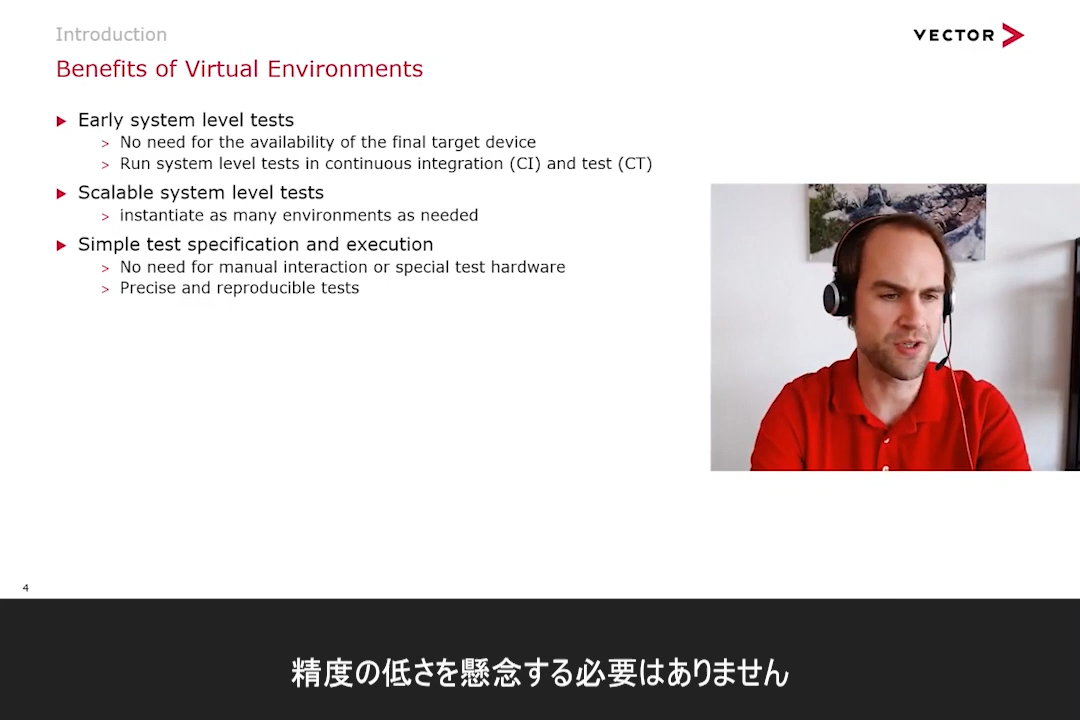 Introduction
VECTOR
Benefits of Virtual Environments
Early system level tests
> No need for the availability of the final target device
> Run system level tests in continuous integration (CI) and test (CT)
Scalable system level tests
> instantiate as many environments as needed
Simple test specification and execution
> No need for manual interaction or special test hardware
> Precise and reproducible tests
4
精度の低さを懸念する必要はありません